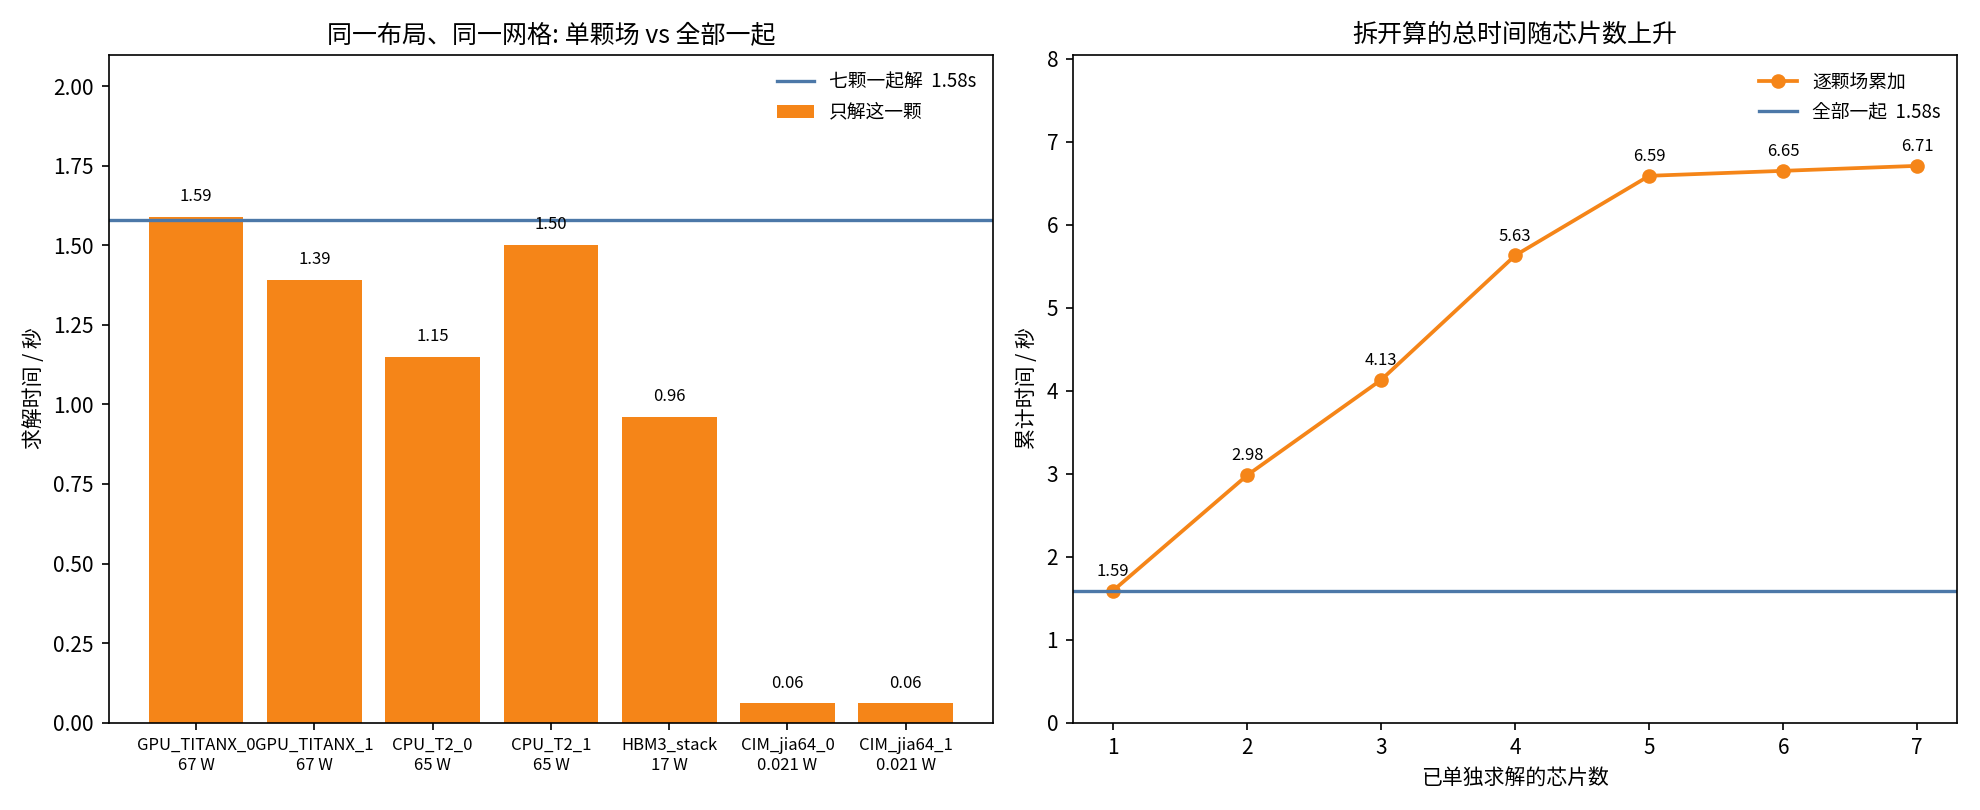 同一布局、同一网格: 单颗场 vs 全部一起
求解时间 / 秒
2.00
1.75
1.50
1.25
1.00
0.75
0.50
0.25
0.00
七颗一起解 1.58s
只解这一颗
1.59
1.39
1.15
1.50
0.96
0.06
0.06
GPU_TITANX_0
67 W
GPU_TITANX_1
67 W
CPU_T2_0
65 W
CPU_T2_1
65 W
HBM3_stack
17 W
CIM_jia64_0
0.021 W
CIM_jia64_1
0.021 W
拆开算的总时间随芯片数上升
累计时间 / 秒
8
7
6
5
4
3
2
1
0
逐颗场累加
全部一起 1.58s
1.59
2.98
4.13
5.63
6.59
6.65
6.71
1
2
3
4
5
6
7
已单独求解的芯片数